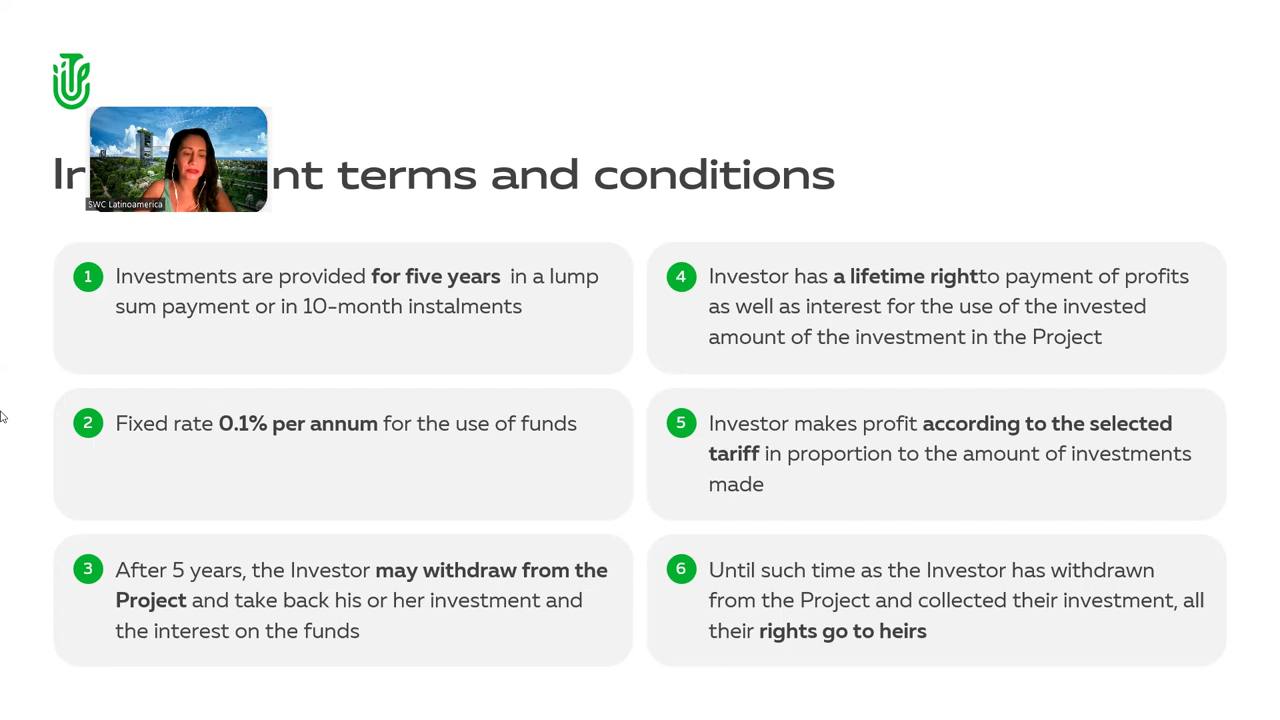 nt terms and conditions
SWC Latinoamerica
1
Investments are provided for five years in a lump
sum payment or in 10-month instalments
2
Fixed rate 0.1% per annum for the use of funds
3
After 5 years, the Investor may withdraw from the
Project and take back his or her investment and
the interest on the funds
4
Investor has a lifetime rightto payment of profits
as well as interest for the use of the invested
amount of the investment in the Project
5
Investor makes profit according to the selected
tariff in proportion to the amount of investments
made
6
Until such time as the Investor has withdrawn
from the Project and collected their investment, all
their rights go to heirs